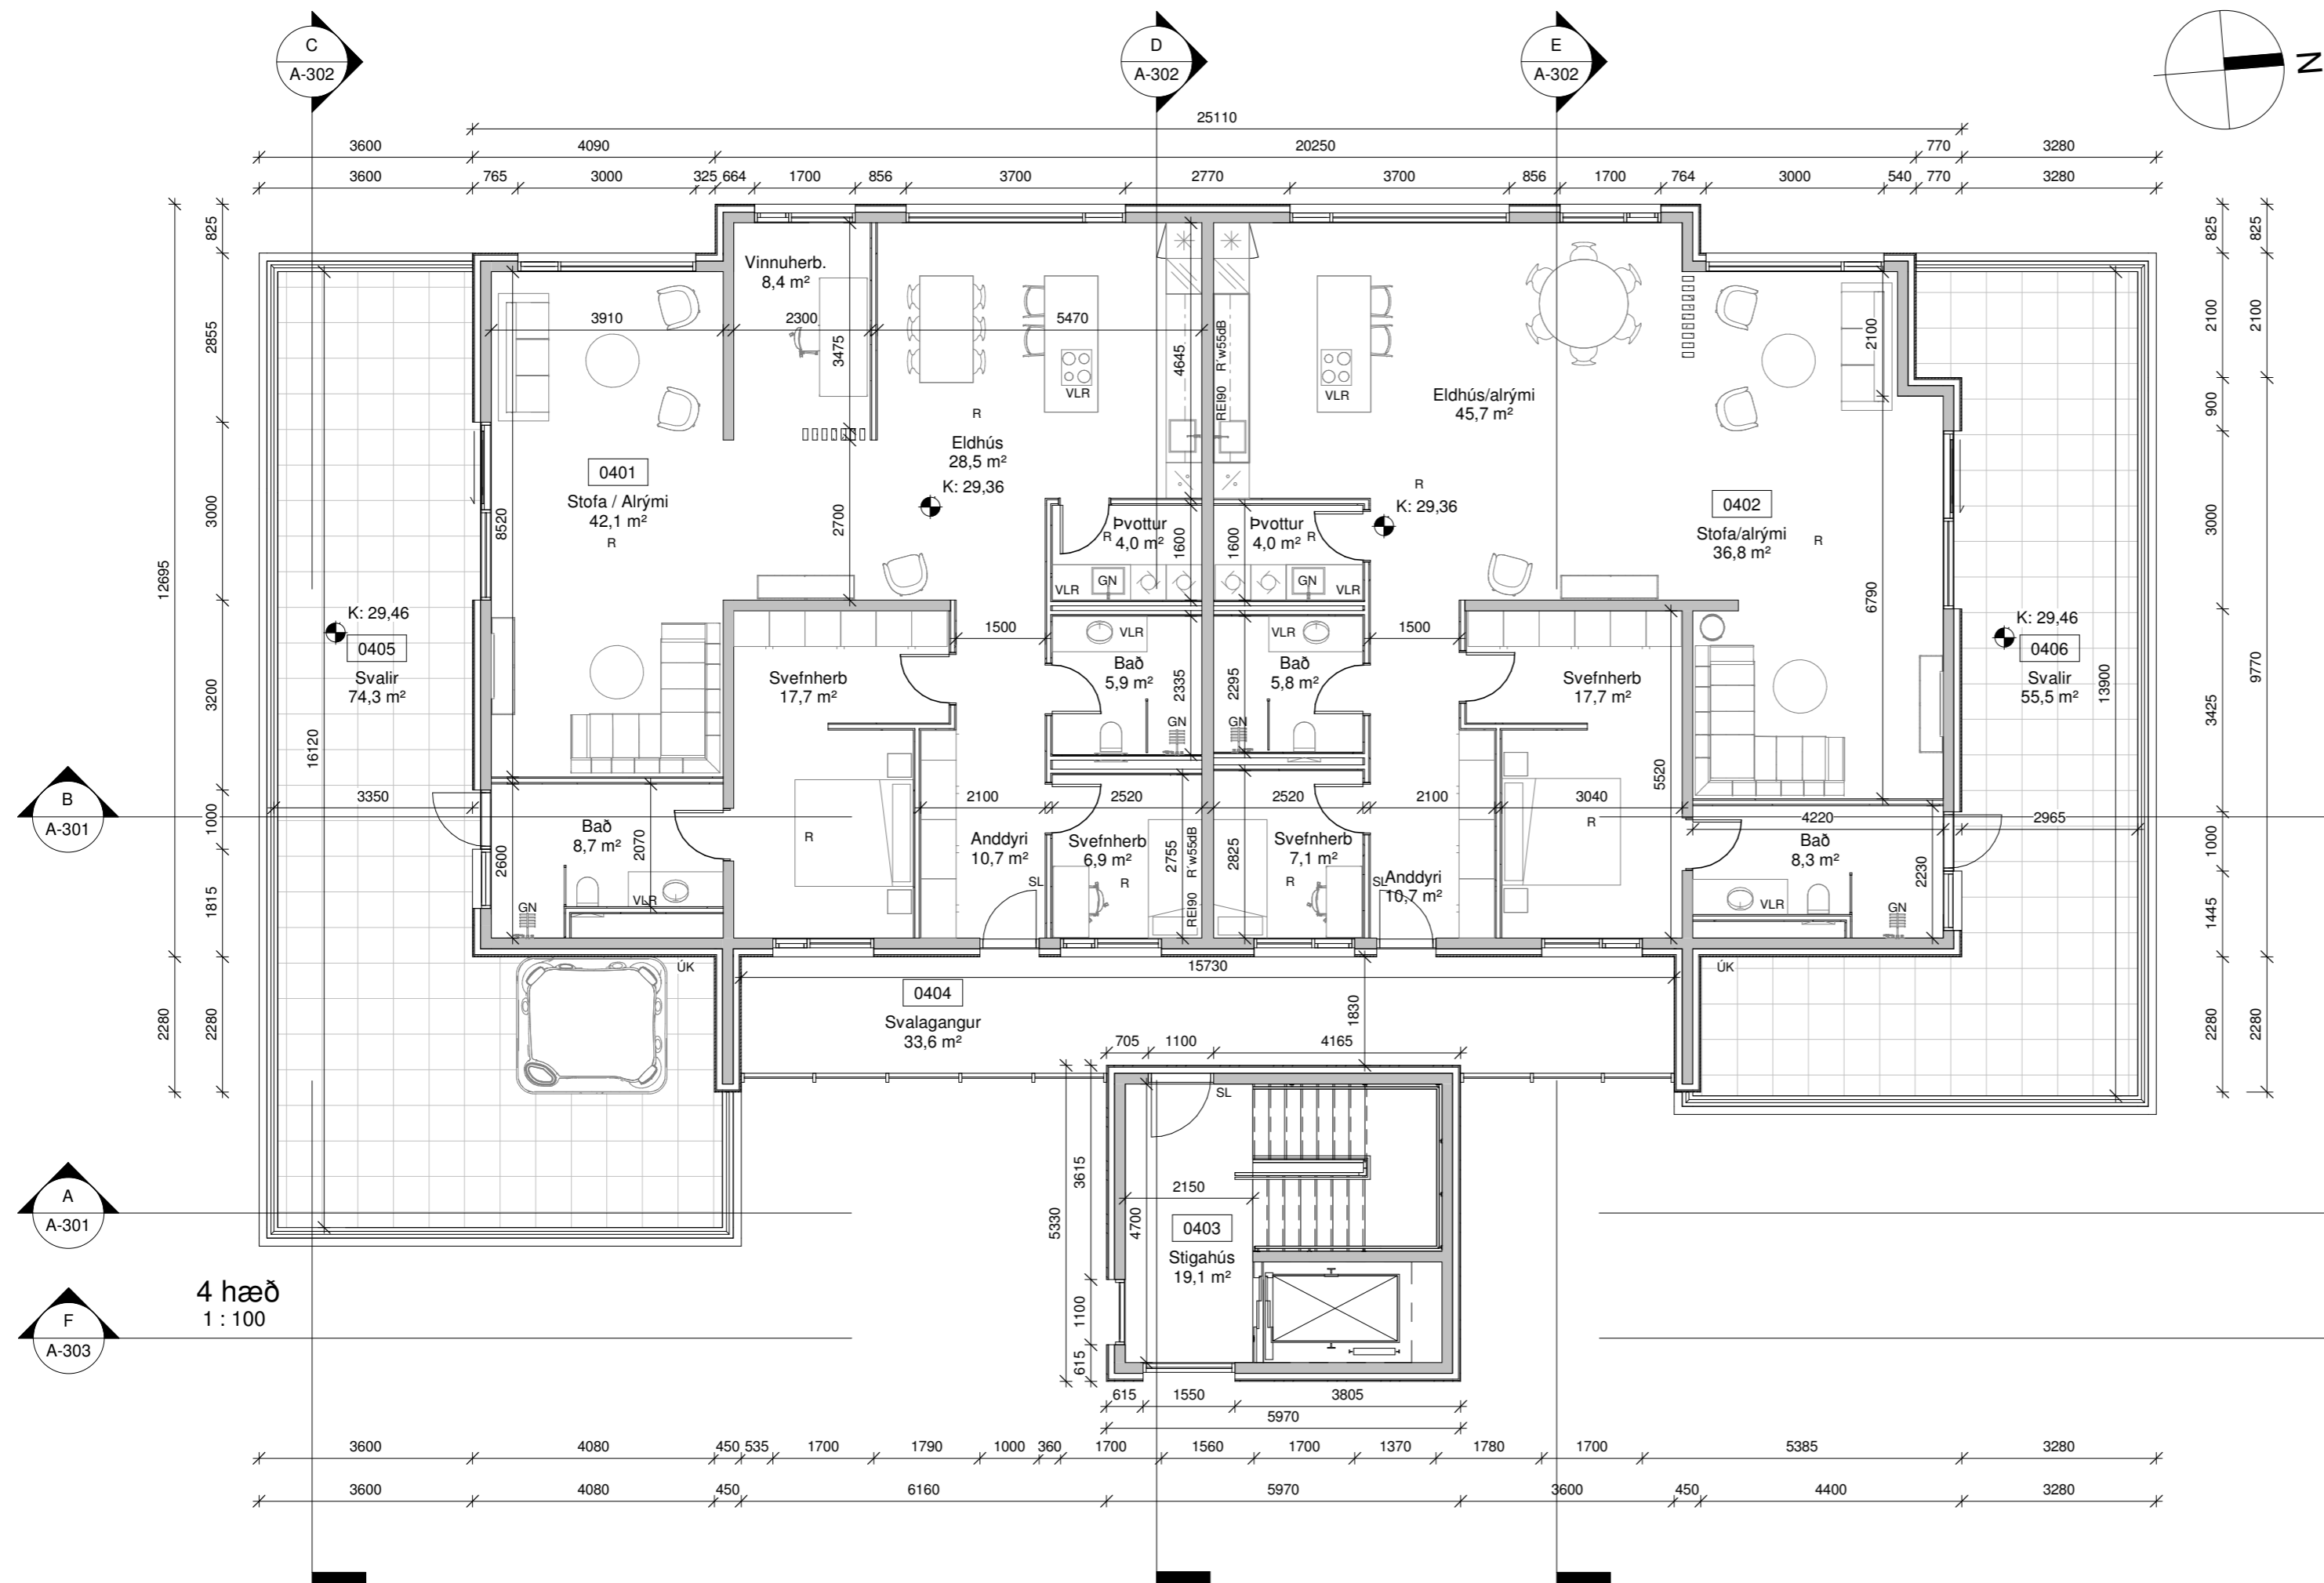 C
A-302
D
A-302
E
A-302
N
25110
3600 4090 20250 770 3280
3600 765 3000 325 664 1700 856 3700 2770 3700 856 1700 764 3000 540 770 3280
825
2855
3000
3200
1000
1815
2280
12695
2280
825
2100
900
3000
3425
1000
1445
2280
825
2100
9770
2280
Vinnuherb.
8,4 m²
3910 2300 5470
3475
4645
REI90 R´w55dB
VLR
VLR
R
Eldhús
28,5 m²
K: 29,36
Eldhús/alrými
45,7 m²
R
K: 29,36
2100
0401
Stofa / Alrými
42,1 m²
R
8520
2700
0402
Stofa/alrými
36,8 m²
R
6790
Þvottur
4,0 m²
R
1600
VLR
GN
Þvottur
4,0 m²
R
1600
GN
VLR
K: 29,46
0405
Svalir
74,3 m²
16120
3350
K: 29,46
0406
Svalir
55,5 m²
13900
2965
1500
1500
VLR
Bað
5,9 m²
2335
GN
VLR
Bað
5,8 m²
2295
GN
Svefnherb
17,7 m²
R
Svefnherb
17,7 m²
R
5520
B
A-301
2100 2520 2520 2100 3040
4220
Bað
8,7 m²
2070
2600
VLR
GN
Anddyri
10,7 m²
SL
Svefnherb
6,9 m²
R
2755
REI90 R´w55dB
Svefnherb
7,1 m²
R
2825
SL
Anddyri
10,7 m²
Bað
8,3 m²
2230
VLR
GN
ÚK
ÚK
15730
0404
Svalagangur
33,6 m²
1830
705 1100 4165
SL
3615
5330
1100
615
4700
2150
0403
Stigahús
19,1 m²
A
A-301
4 hæð
1 : 100
F
A-303
615 1550 3805
5970
3600 4080 450 535 1700 1790 1000 360 1700 1560 1700 1370 1780 1700 5385 3280
3600 4080 450 6160 5970 3600 450 4400 3280